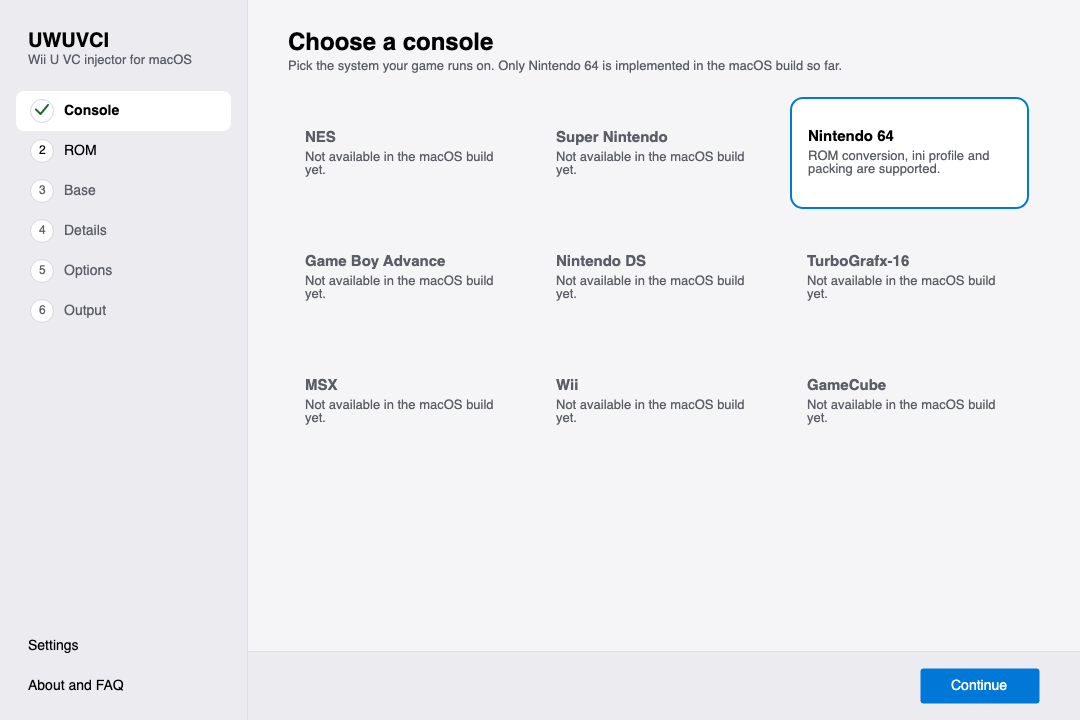 UWUVCI
Wii U VC injector for macOS
Console
2 ROM
3 Base
4 Details
5 Options
6 Output
Settings
About and FAQ
Choose a console
Pick the system your game runs on. Only Nintendo 64 is implemented in the macOS build so far.
NES
Not available in the macOS build
yet.
Super Nintendo
Not available in the macOS build
yet.
Nintendo 64
ROM conversion, ini profile and
packing are supported.
Game Boy Advance
Not available in the macOS build
yet.
Nintendo DS
Not available in the macOS build
yet.
TurboGrafx-16
Not available in the macOS build
yet.
MSX
Not available in the macOS build
yet.
Wii
Not available in the macOS build
yet.
GameCube
Not available in the macOS build
yet.
Continue